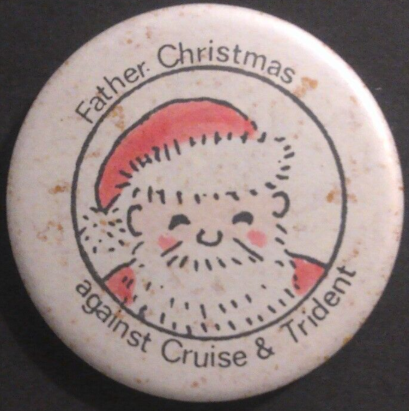 Father Christmas
against Cruise & Trident